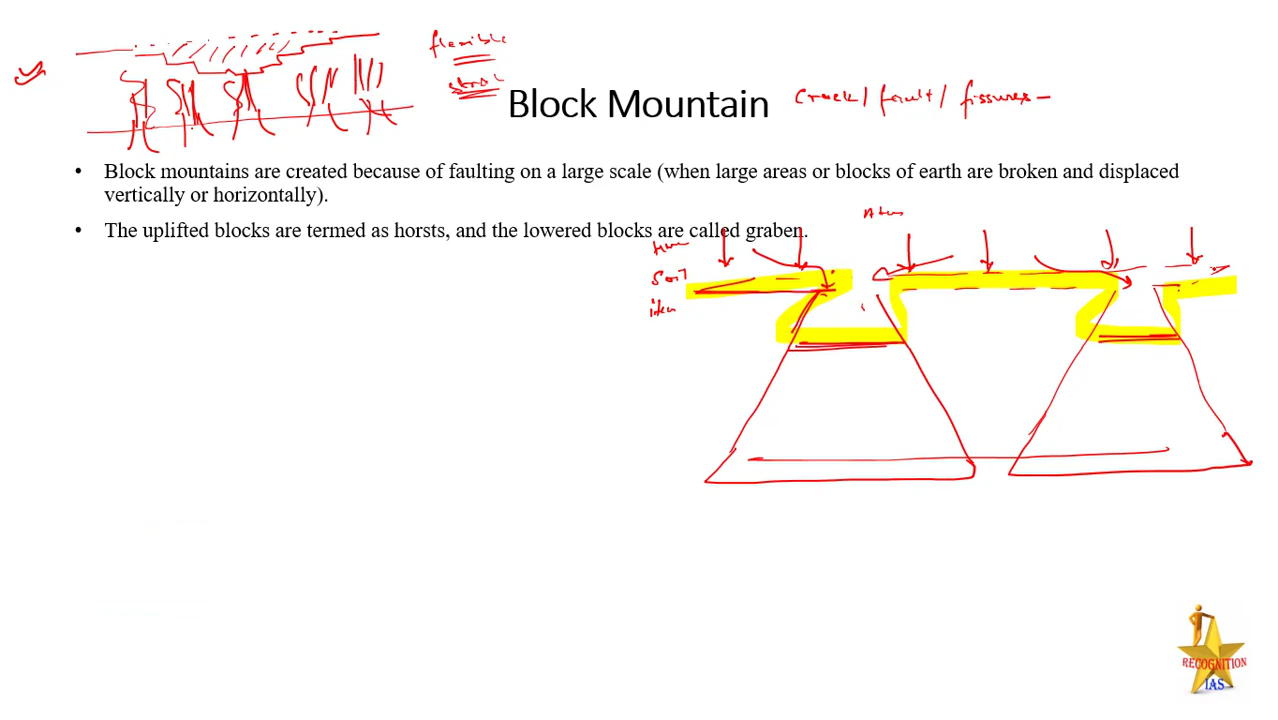 flexible
Block Mountain
crack / fault / fissures -
• Block mountains are created because of faulting on a large scale (when large areas or blocks of earth are broken and displaced
vertically or horizontally).
• The uplifted blocks are termed as horsts, and the lowered blocks are called graben.
RECOGNITION
IAS